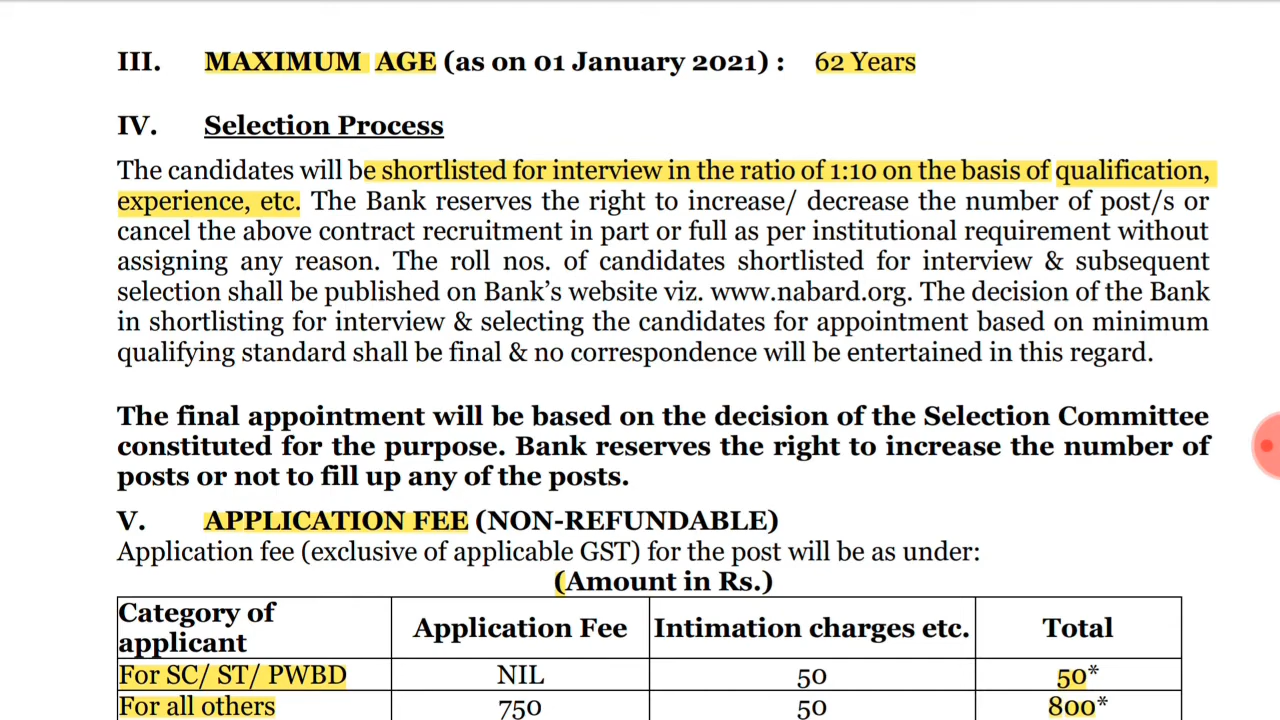 III. MAXIMUM AGE (as on 01 January 2021) : 62 Years
IV. Selection Process
The candidates will be shortlisted for interview in the ratio of 1:10 on the basis of qualification,
experience, etc. The Bank reserves the right to increase/ decrease the number of post/s or
cancel the above contract recruitment in part or full as per institutional requirement without
assigning any reason. The roll nos. of candidates shortlisted for interview & subsequent
selection shall be published on Bank's website viz. www.nabard.org. The decision of the Bank
in shortlisting for interview & selecting the candidates for appointment based on minimum
qualifying standard shall be final & no correspondence will be entertained in this regard.
The final appointment will be based on the decision of the Selection Committee
constituted for the purpose. Bank reserves the right to increase the number of
posts or not to fill up any of the posts.
V. APPLICATION FEE (NON-REFUNDABLE)
Application fee (exclusive of applicable GST) for the post will be as under:
(Amount in Rs.)
Category of
applicant Application Fee Intimation charges etc. Total
For SC/ ST/ PWBD NIL 50 50*
For all others 750 50 800*